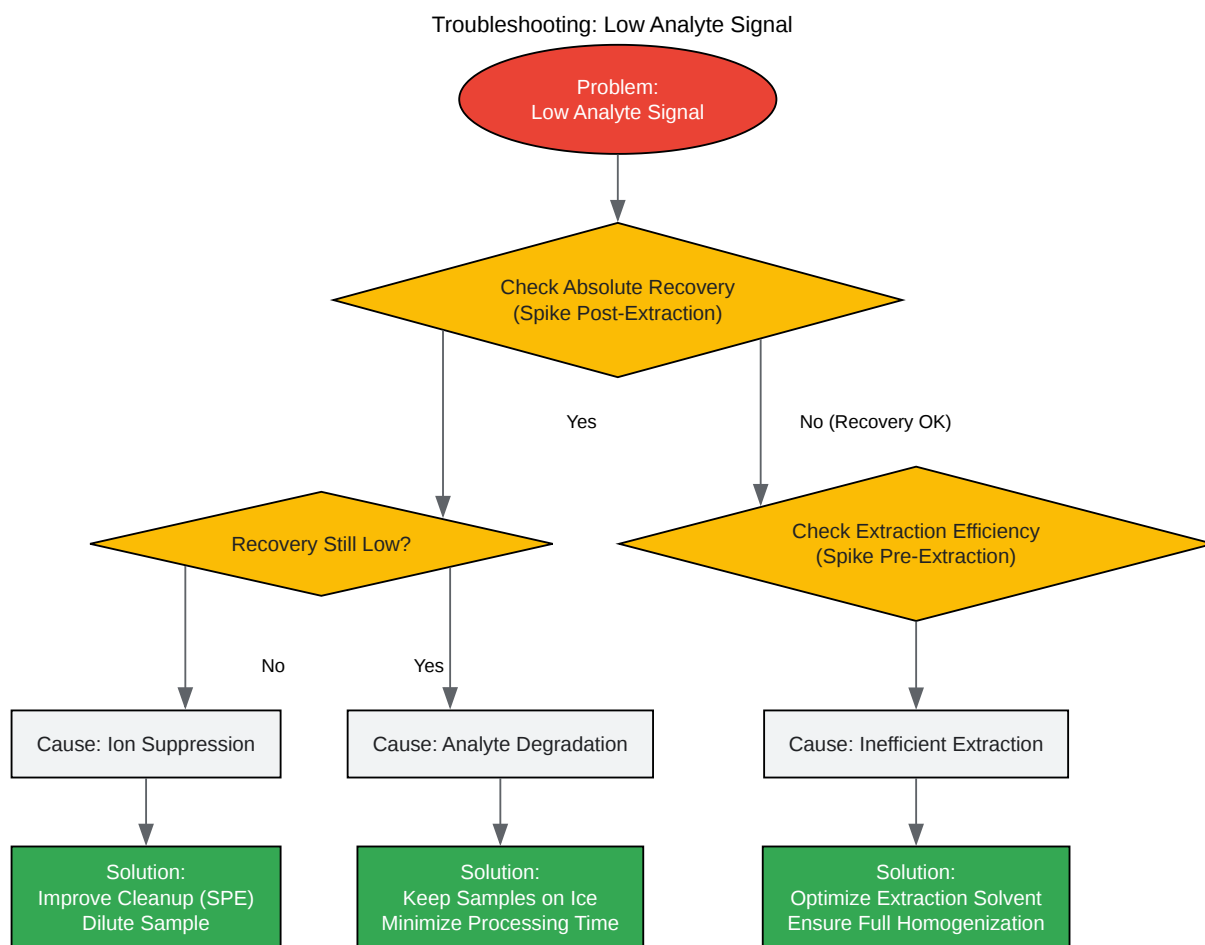 Troubleshooting: Low Analyte Signal
Problem:
Low Analyte Signal
Check Absolute Recovery
(Spike Post-Extraction)
Yes
No (Recovery OK)
Recovery Still Low?
Check Extraction Efficiency
(Spike Pre-Extraction)
No
Yes
Cause: Ion Suppression
Cause: Analyte Degradation
Cause: Inefficient Extraction
Solution:
Improve Cleanup (SPE)
Dilute Sample
Solution:
Keep Samples on Ice
Minimize Processing Time
Solution:
Optimize Extraction Solvent
Ensure Full Homogenization